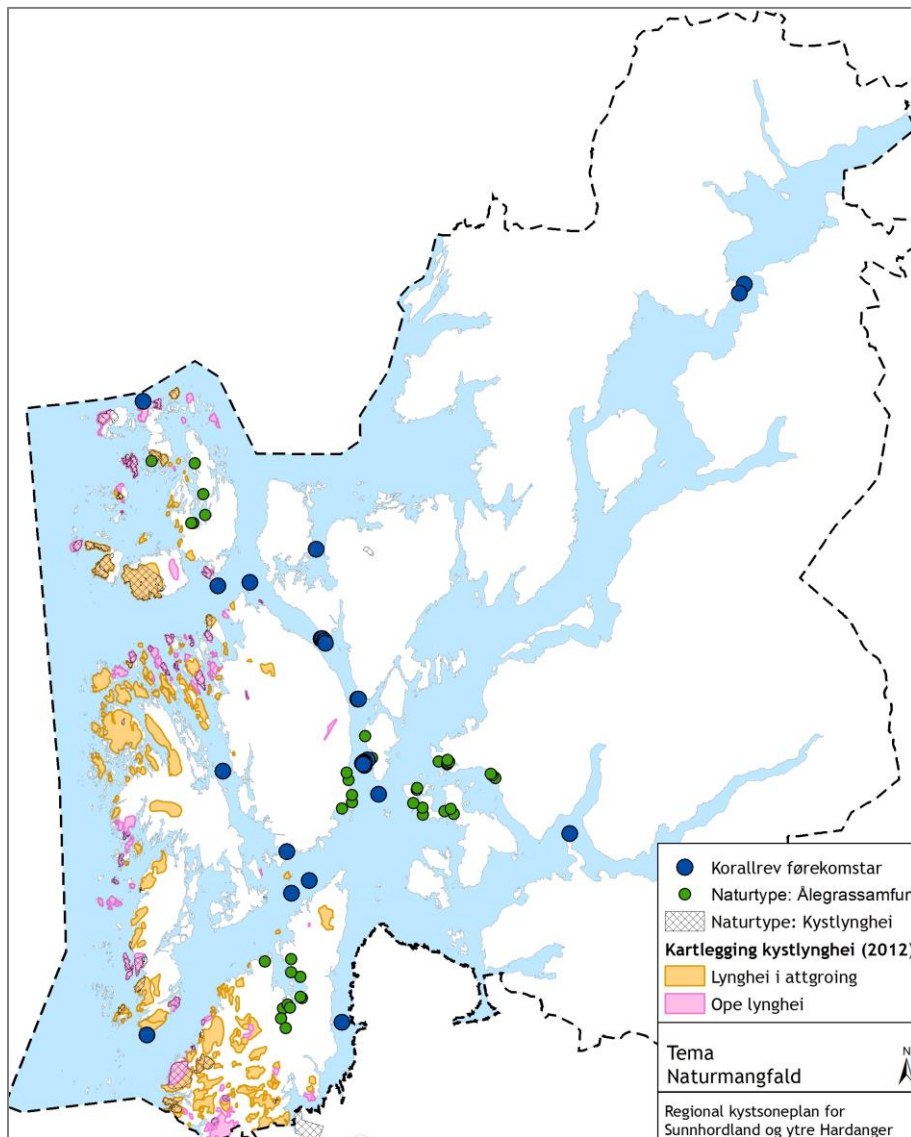 Korallrev førekomstar
Naturtype: Ålegrassamfun
Naturtype: Kystlynghei
Kartlegging kystlynghei (2012)
Lynghei i attgroing
Ope lynghei
Tema
Naturmangfald
N
Regional kystsoneplan for
Sunnhordland og ytre Hardanger